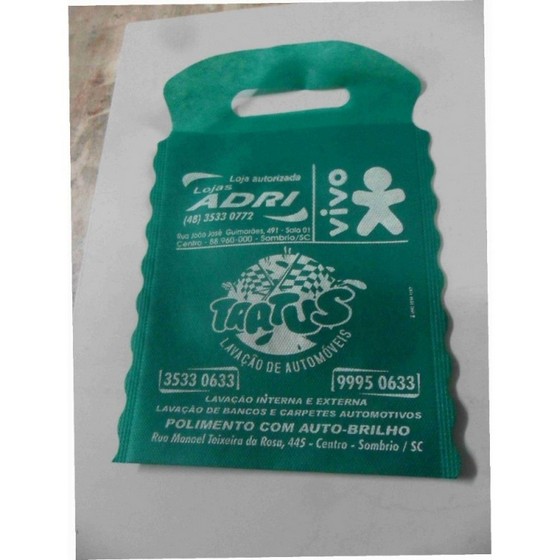 Loja autorizada
Lojas
ADRI
(48) 3533 0772
Rua João José Guimarães, 491 - Sala 01
Centro - 88 960-000 - Sombrio/SC
vivo
TAATUS
LAVAÇÃO DE AUTOMÓVEIS
3533 0633
9995 0633
LAVAÇÃO INTERNA E EXTERNA
LAVAÇÃO DE BANCOS E CARPETES AUTOMOTIVOS
POLIMENTO COM AUTO-BRILHO
Rua Manoel Teixeira da Rosa, 445 - Centro - Sombrio / SC